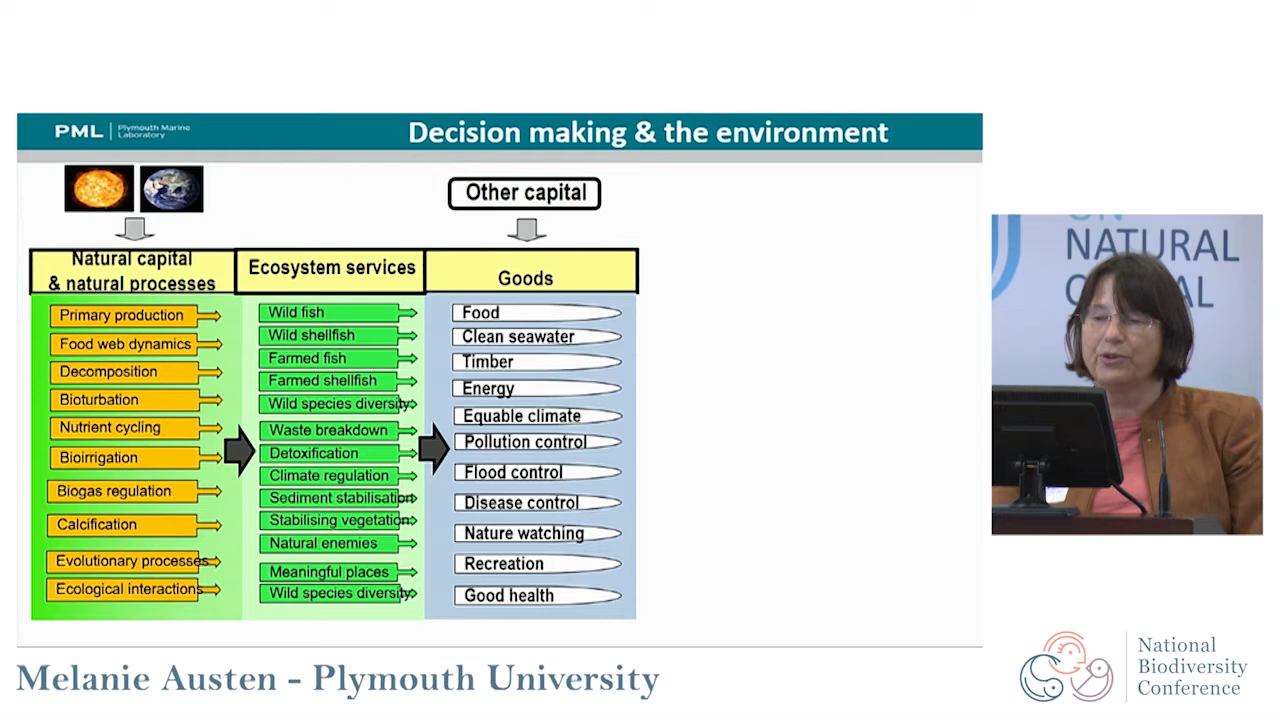 PML
Plymouth Marine
Laboratory
Decision making & the environment
Other capital
Natural capital
& natural processes
Ecosystem services
Goods
Primary production
Food web dynamics
Decomposition
Bioturbation
Nutrient cycling
Bioirrigation
Biogas regulation
Calcification
Evolutionary processes
Ecological interactions
Wild fish
Wild shellfish
Farmed fish
Farmed shellfish
Wild species diversity
Waste breakdown
Detoxification
Climate regulation
Sediment stabilisation
Stabilising vegetation
Natural enemies
Meaningful places
Wild species diversity
Food
Clean seawater
Timber
Energy
Equable climate
Pollution control
Flood control
Disease control
Nature watching
Recreation
Good health
ON
NATURAL
Melanie Austen - Plymouth University
National
Biodiversity
Conference